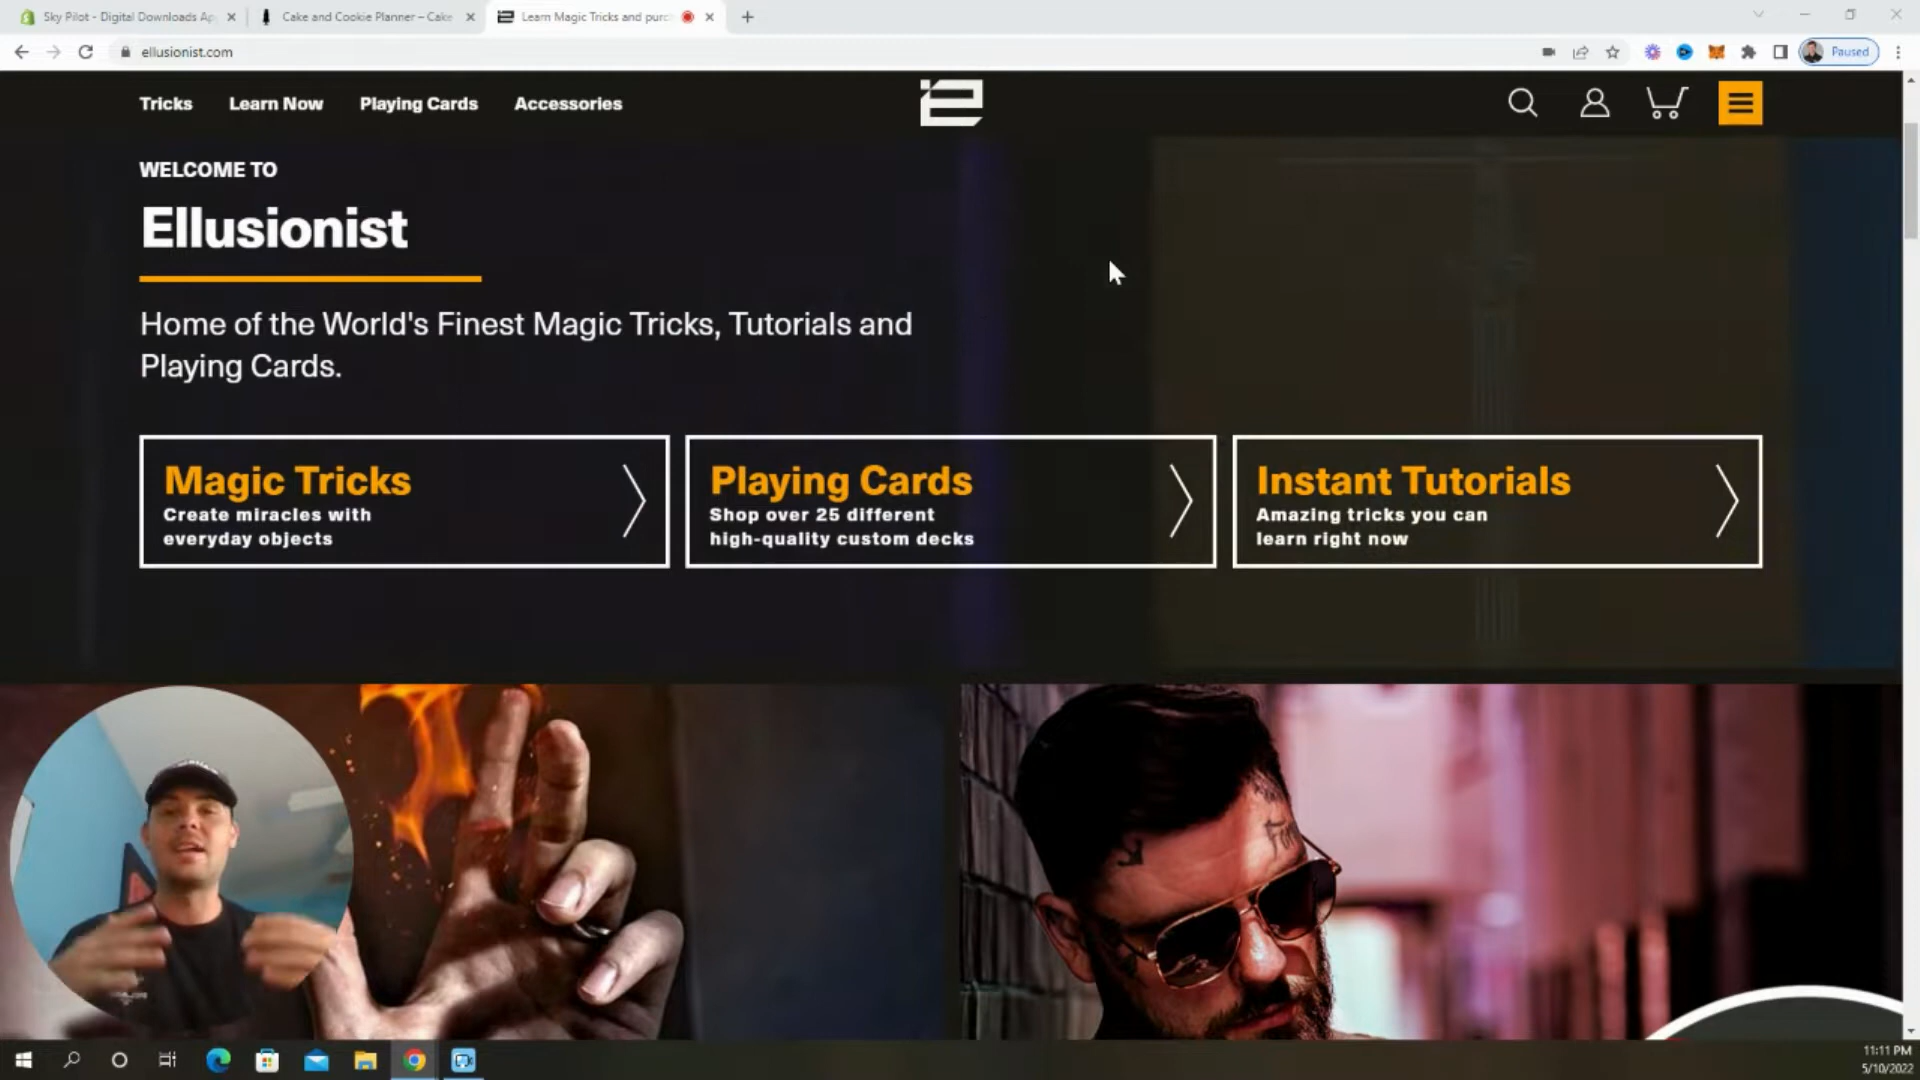 Sky Pilot - Digital Downloads Ap
Cake and Cookie Planner – Cake
Learn Magic Tricks and purc
ellusionist.com
Paused
Tricks
Learn Now
Playing Cards
Accessories
WELCOME TO
Ellusionist
Home of the World's Finest Magic Tricks, Tutorials and
Playing Cards.
Magic Tricks
Create miracles with
everyday objects
Playing Cards
Shop over 25 different
high-quality custom decks
Instant Tutorials
Amazing tricks you can
learn right now
11:11 PM
5/10/2022